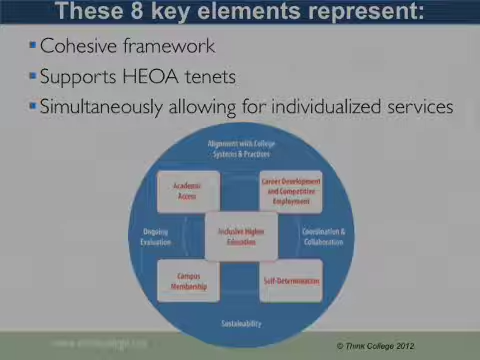 These 8 key elements represent:
Cohesive framework
Supports HEOA tenets
Simultaneously allowing for individualized services
Alignment with College
Systems & Practices
Academic
Access
Career Development
and Competitive
Employment
Ongoing
Evaluation
Inclusive Higher
Education
Coordination &
Collaboration
Campus
Membership
Self-Determination
Sustainability
© Think College 2012